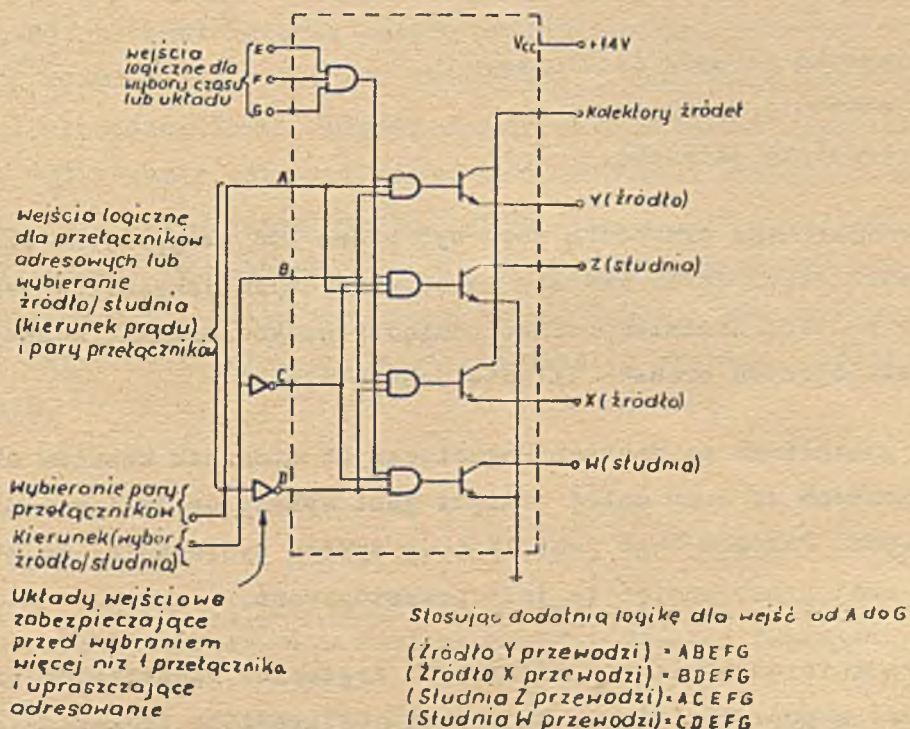 wejścia
logiczne dla
wyboru czasu
lub układu
E
F
G
Vcc
+14V
Kolektory źródeł
A
Y (źródło)
Wejścia logiczne
dla przełączników
adresowych lub
wybieranie
źródło/studnia
(kierunek prądu)
i pary przełączników
B
Z (studnia)
C
X (źródło)
D
W (studnia)
Wybieranie pary
przełączników
Kierunek (wybor
źródło/studnia)
Układy wejściowe
zabezpieczające
przed wybraniem
więcej niż 1 przełącznika
i upraszczające
adresowanie
Stosując dodatnią logikę dla wejść od A do G
(Źródło Y przewodzi) = ABEFG
(Źródło X przewodzi) = BDEFG
(Studnia Z przewodzi) = ACEFG
(Studnia W przewodzi) = CDEFG